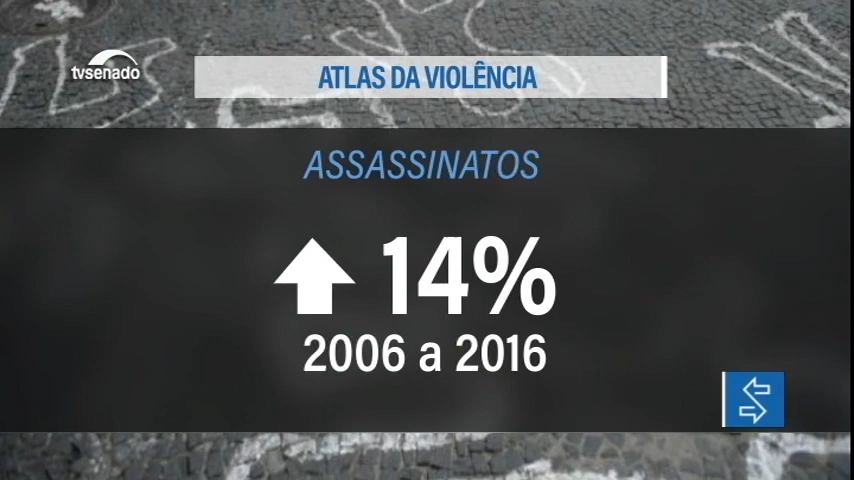 tvsenado
ATLAS DA VIOLÊNCIA
ASSASSINATOS
14%
2006 a 2016